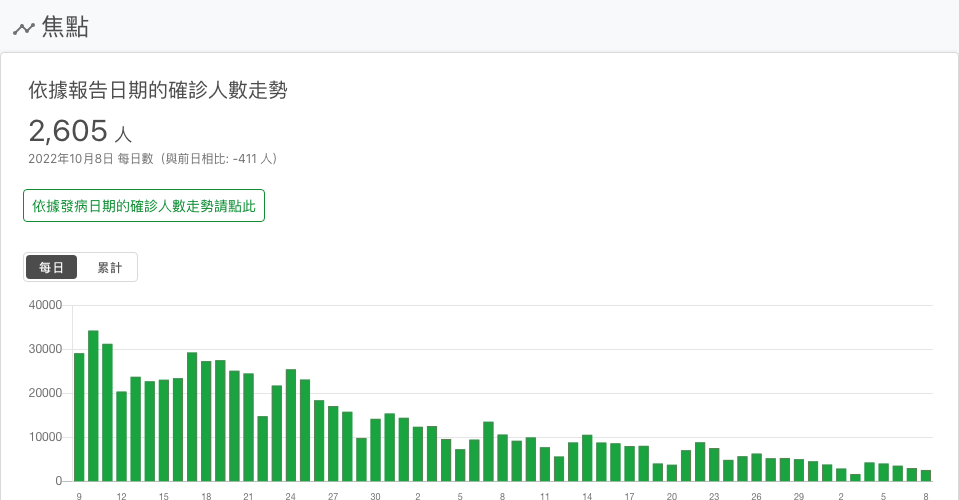 焦點
依據報告日期的確診人數走勢
2,605 人
2022年10月8日 每日數（與前日相比: -411 人）
依據發病日期的確診人數走勢請點此
每日 累計
40000
30000
20000
10000
0
9 12 15 18 21 24 27 30 2 5 8 11 14 17 20 23 26 29 2 5 8